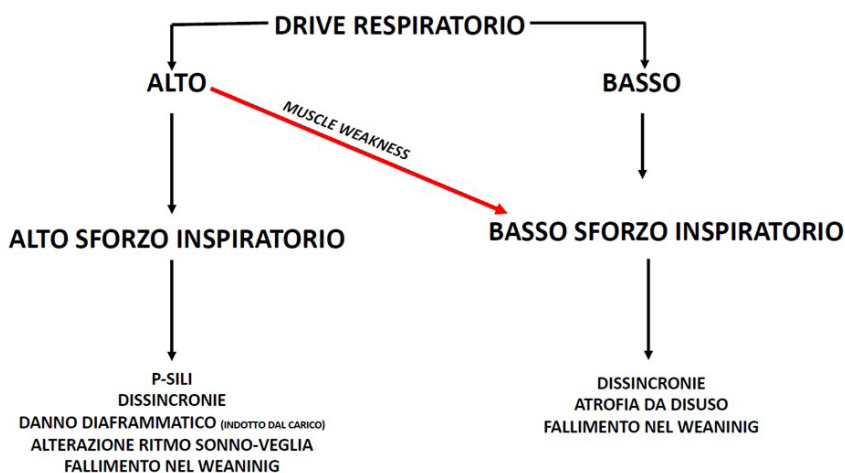 DRIVE RESPIRATORIO
ALTO
BASSO
MUSCLE WEAKNESS
ALTO SFORZO INSPIRATORIO
BASSO SFORZO INSPIRATORIO
P-SILI
DISSINCRONIE
DANNO DIAFRAMMATICO (INDOTTO DAL CARICO)
ALTERAZIONE RITMO SONNO-VEGLIA
FALLIMENTO NEL WEANINIG
DISSINCRONIE
ATROFIA DA DISUSO
FALLIMENTO NEL WEANINIG